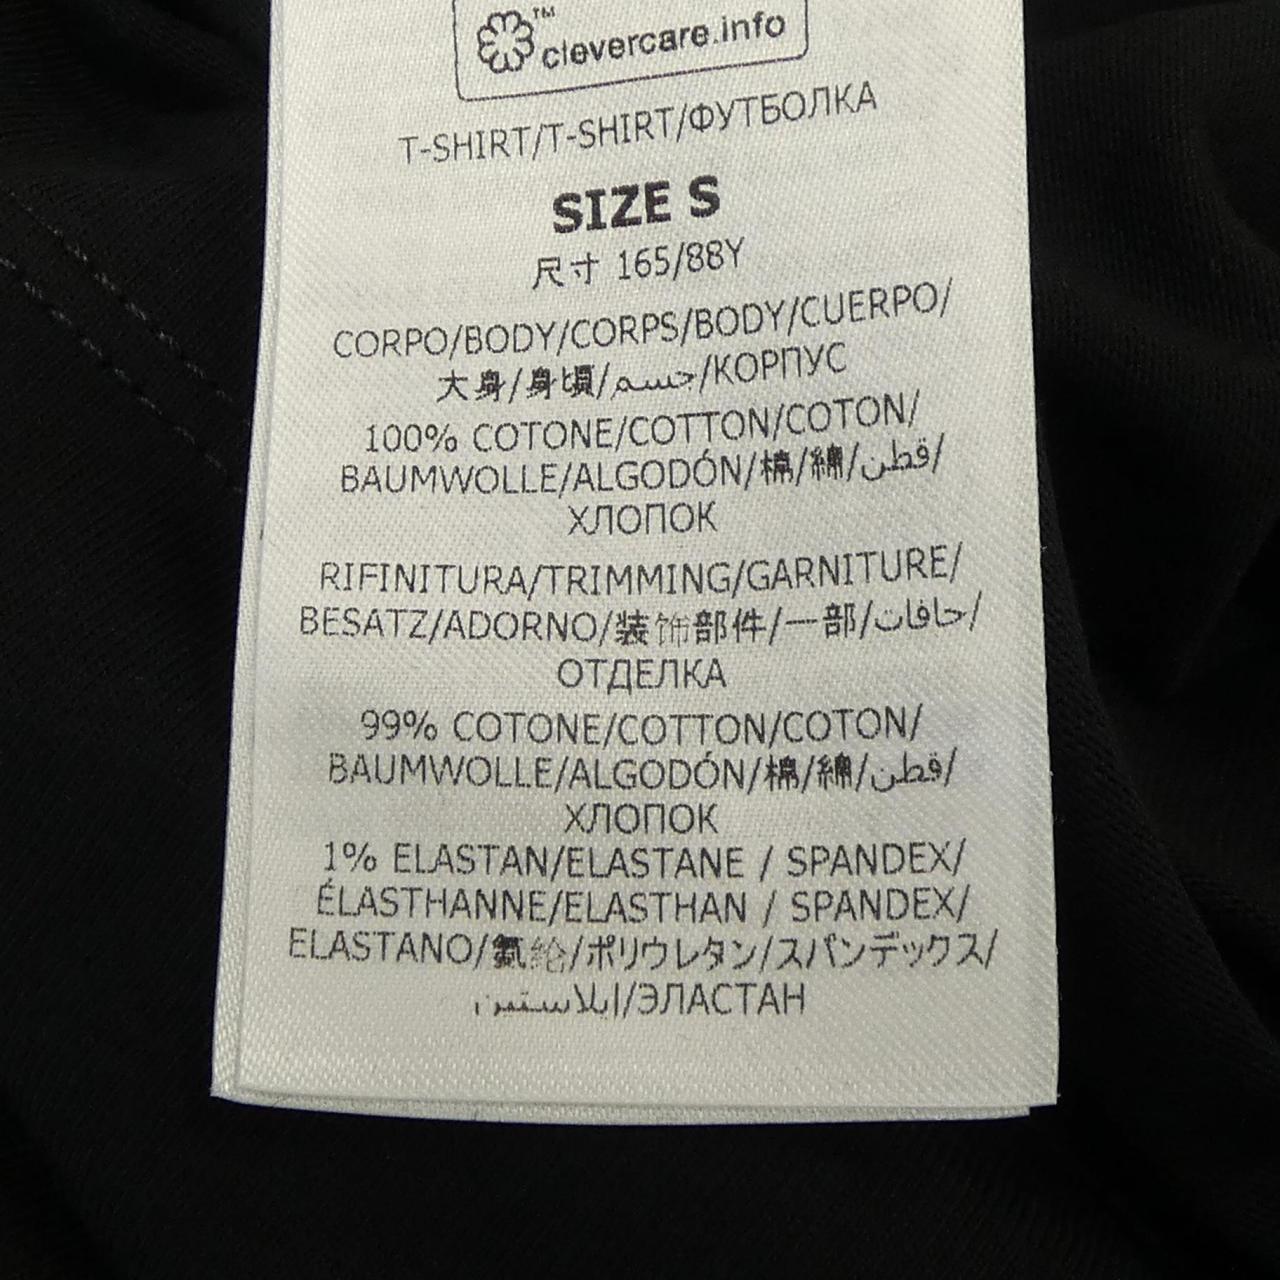 ™
clevercare.info
T-SHIRT/T-SHIRT/ФУТБОЛКА
SIZE S
尺寸 165/88Y
CORPO/BODY/CORPS/BODY/CUERPO/
大身/身頃/جسم/КОРПУС
100% COTONE/COTTON/COTON/
BAUMWOLLE/ALGODÓN/棉/綿/قطن/
ХЛОПОК
RIFINITURA/TRIMMING/GARNITURE/
BESATZ/ADORNO/装饰部件/一部/حافات/
ОТДЕЛКА
99% COTONE/COTTON/COTON/
BAUMWOLLE/ALGODÓN/棉/綿/قطن/
ХЛОПОК
1% ELASTAN/ELASTANE / SPANDEX/
ÉLASTHANNE/ELASTHAN / SPANDEX/
ELASTANO/氨纶/ポリウレタン/スパンデックス/
ايلاستين/ЭЛАСТАН